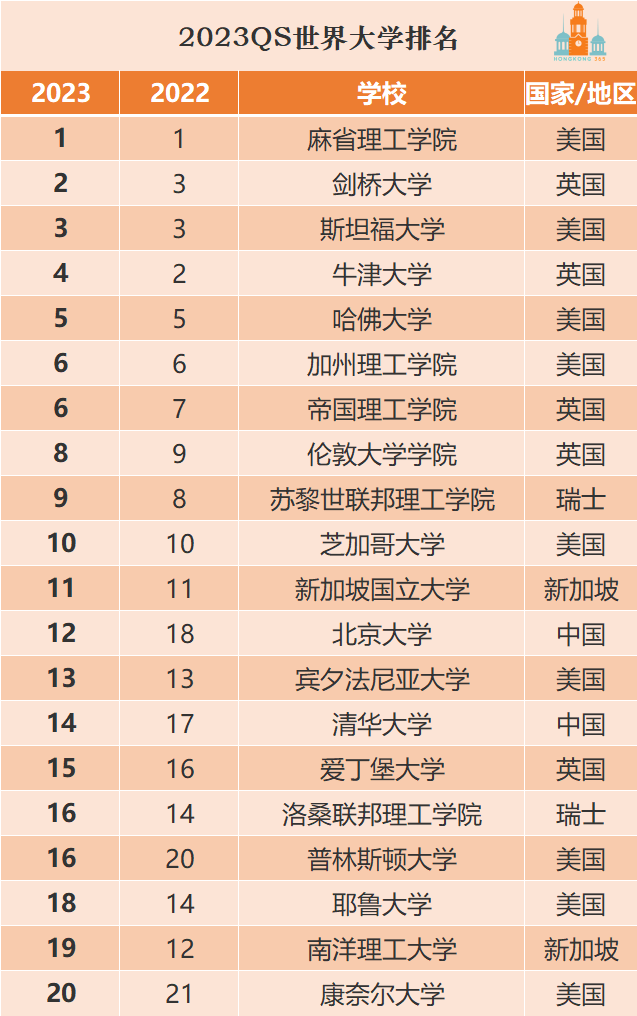 2023QS世界大学排名
HONGKONG 365
2023 2022 学校 国家/地区
1 1 麻省理工学院 美国
2 3 剑桥大学 英国
3 3 斯坦福大学 美国
4 2 牛津大学 英国
5 5 哈佛大学 美国
6 6 加州理工学院 美国
6 7 帝国理工学院 英国
8 9 伦敦大学学院 英国
9 8 苏黎世联邦理工学院 瑞士
10 10 芝加哥大学 美国
11 11 新加坡国立大学 新加坡
12 18 北京大学 中国
13 13 宾夕法尼亚大学 美国
14 17 清华大学 中国
15 16 爱丁堡大学 英国
16 14 洛桑联邦理工学院 瑞士
16 20 普林斯顿大学 美国
18 14 耶鲁大学 美国
19 12 南洋理工大学 新加坡
20 21 康奈尔大学 美国